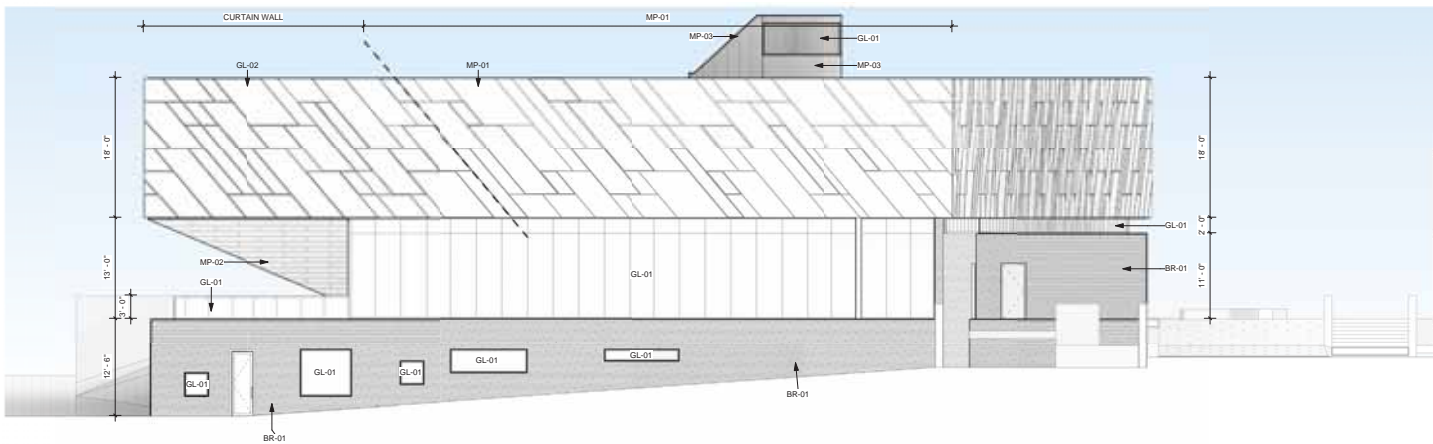 CURTAIN WALL
MP-01
MP-03
GL-01
MP-03
GL-02
MP-01
18' - 0"
18' - 0"
GL-01
2' - 0"
MP-02
13' - 0"
GL-01
BR-01
11' - 0"
GL-01
3' - 0"
12' - 6"
GL-01
GL-01
GL-01
GL-01
GL-01
BR-01
BR-01